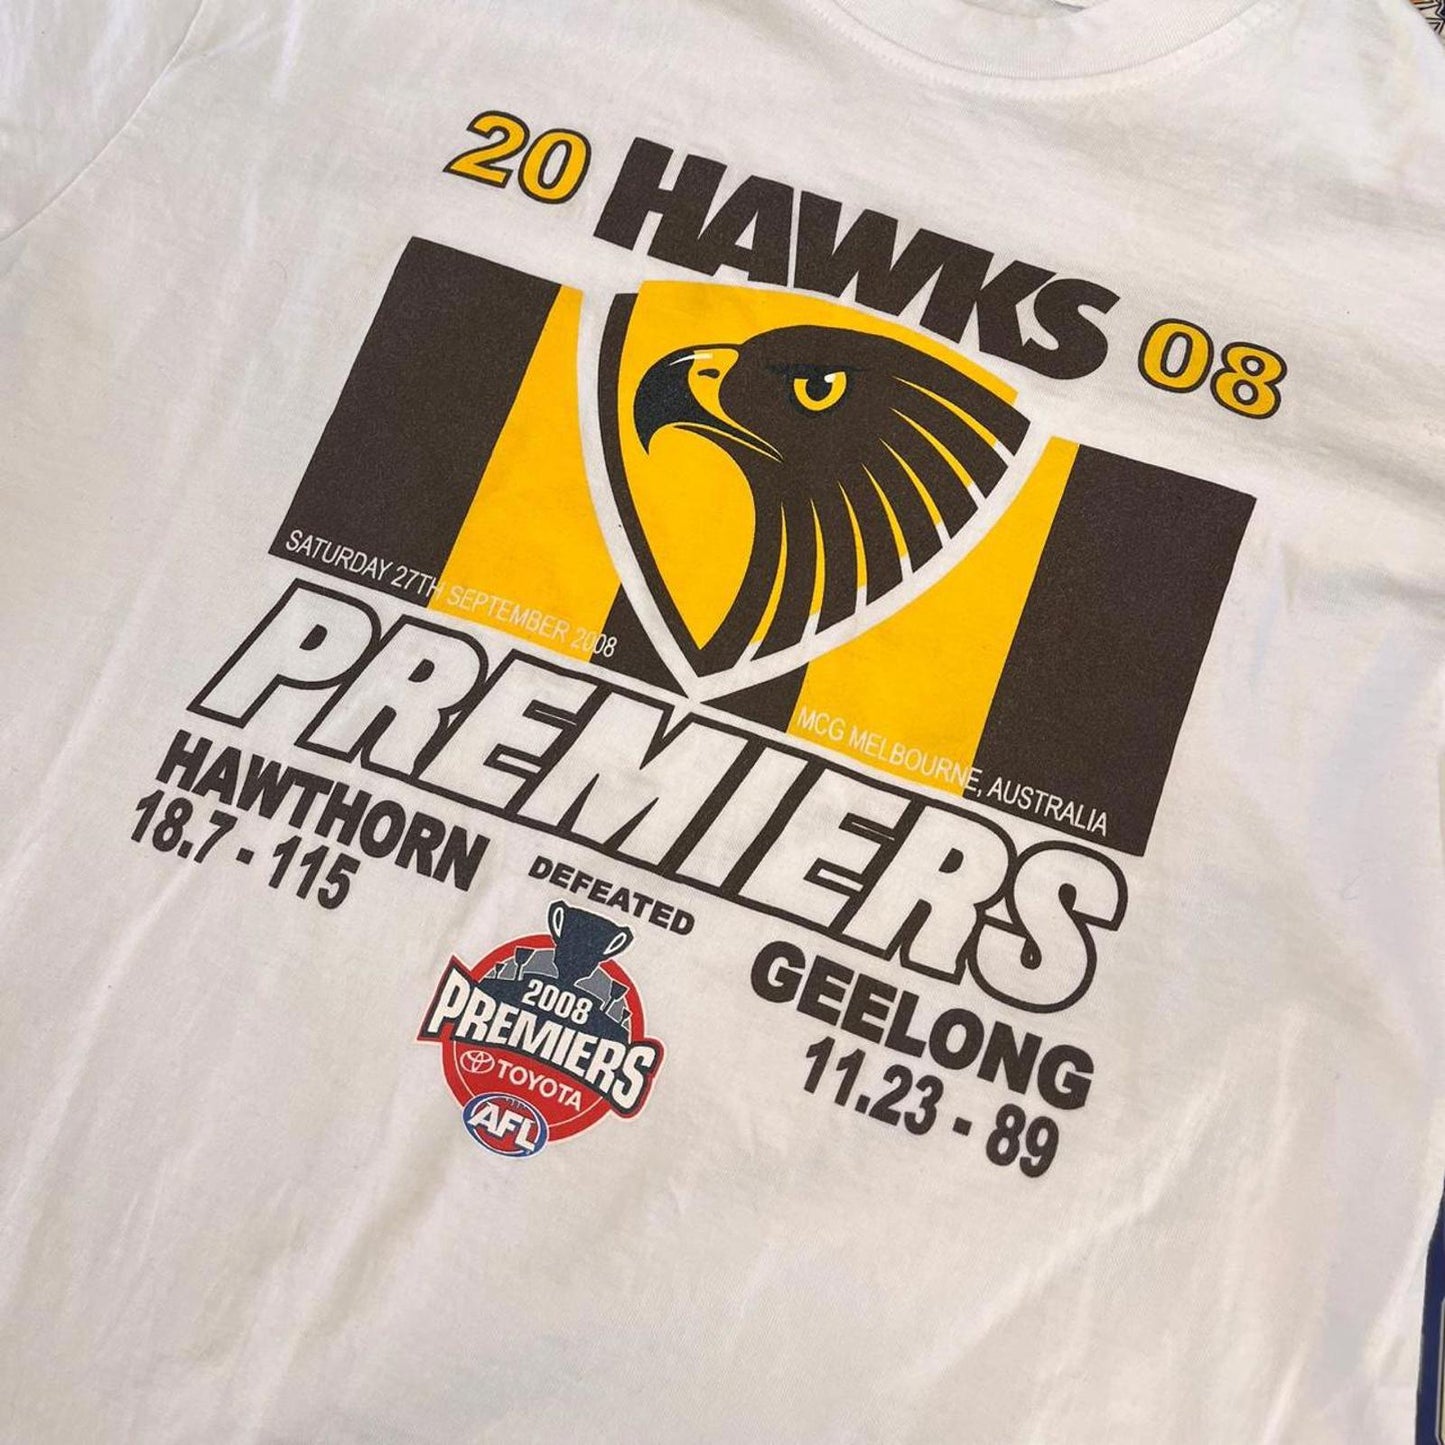 20 HAWKS 08
SATURDAY 27TH SEPTEMBER 2008
MCG MELBOURNE, AUSTRALIA
PREMIERS
HAWTHORN
18.7 - 115
DEFEATED
GEELONG
11.23 - 89
2008
PREMIERS
TOYOTA
AFL